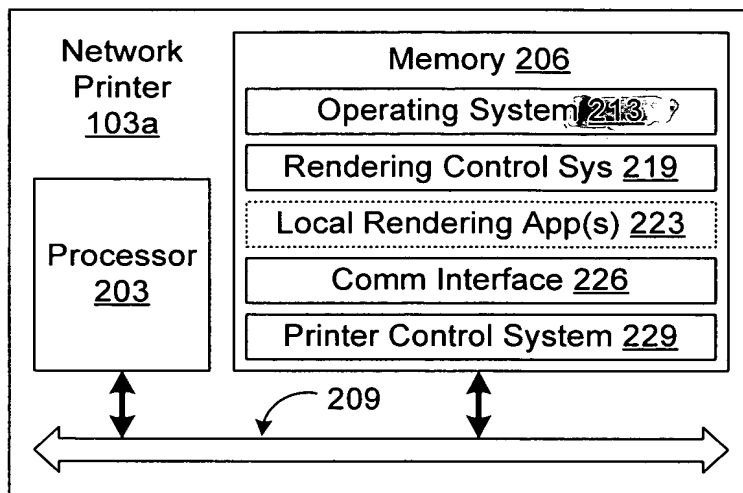 Network
Printer
103a
Processor
203
Memory 206
Operating System 213
Rendering Control Sys 219
Local Rendering App(s) 223
Comm Interface 226
Printer Control System 229
209